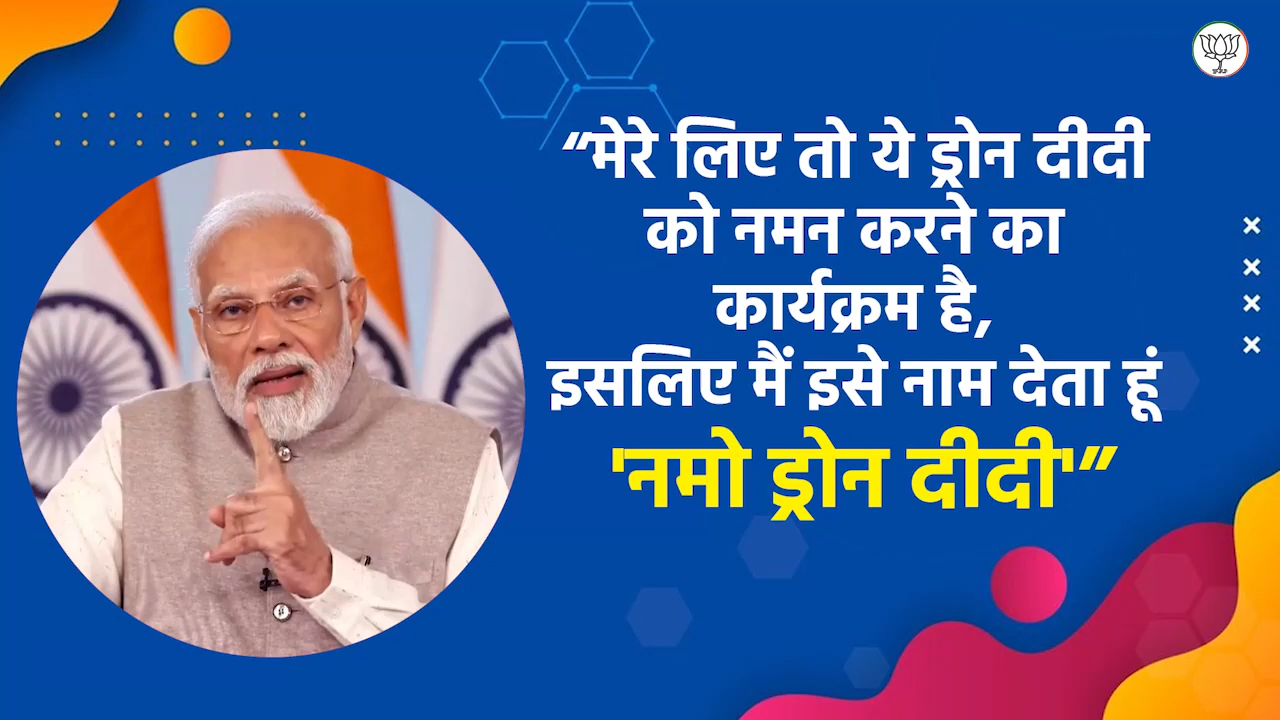 “मेरे लिए तो ये ड्रोन दीदी
को नमन करने का
कार्यक्रम है,
इसलिए मैं इसे नाम देता हूं
'नमो ड्रोन दीदी'”